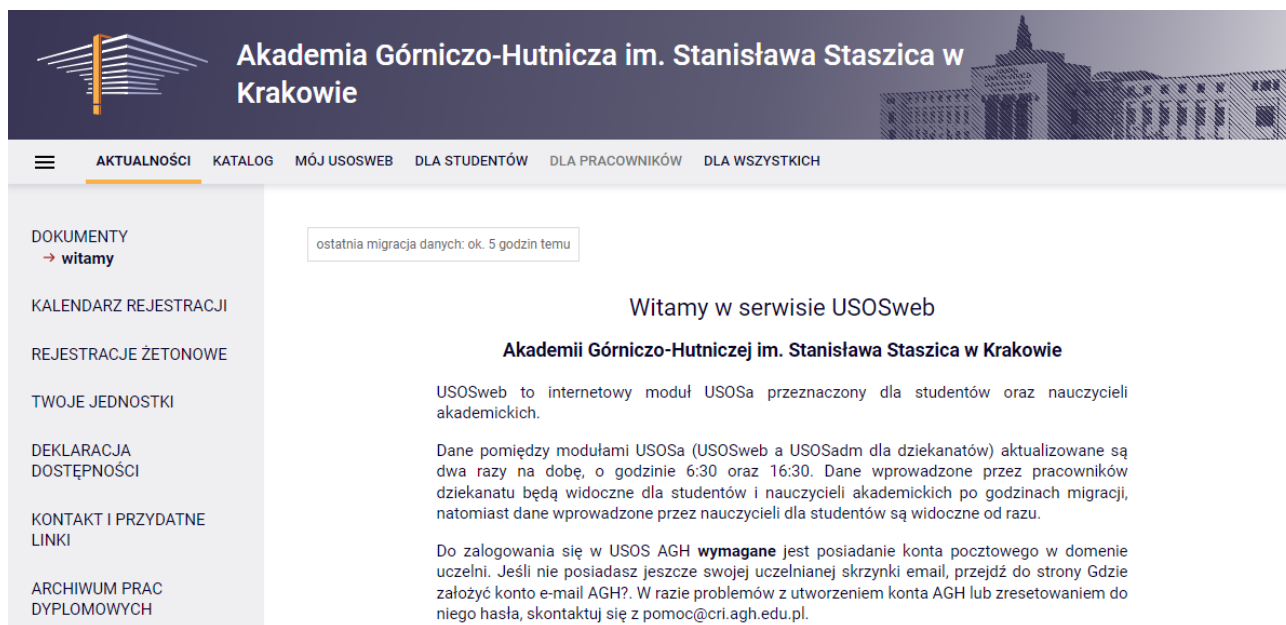 Akademia Górniczo-Hutnicza im. Stanisława Staszica w
Krakowie
AKTUALNOŚCI KATALOG MÓJ USOSWEB DLA STUDENTÓW DLA PRACOWNIKÓW DLA WSZYSTKICH
DOKUMENTY
→ witamy
KALENDARZ REJESTRACJI
REJESTRACJE ŻETONOWE
TWOJE JEDNOSTKI
DEKLARACJA
DOSTĘPNOŚCI
KONTAKT I PRZYDATNE
LINKI
ARCHIWUM PRAC
DYPLOMOWYCH
ostatnia migracja danych: ok. 5 godzin temu
Witamy w serwisie USOSweb
Akademii Górniczo-Hutniczej im. Stanisława Staszica w Krakowie
USOSweb to internetowy moduł USOSa przeznaczony dla studentów oraz nauczycieli
akademickich.
Dane pomiędzy modułami USOSa (USOSweb a USOSadm dla dziekanatów) aktualizowane są
dwa razy na dobę, o godzinie 6:30 oraz 16:30. Dane wprowadzone przez pracowników
dziekanatu będą widoczne dla studentów i nauczycieli akademickich po godzinach migracji,
natomiast dane wprowadzone przez nauczycieli dla studentów są widoczne od razu.
Do zalogowania się w USOS AGH wymagane jest posiadanie konta pocztowego w domenie
uczelni. Jeśli nie posiadasz jeszcze swojej uczelnianej skrzynki email, przejdź do strony Gdzie
założyć konto e-mail AGH?. W razie problemów z utworzeniem konta AGH lub zresetowaniem do
niego hasła, skontaktuj się z pomoc@cri.agh.edu.pl.